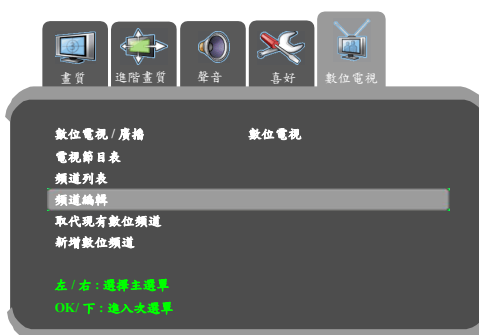 畫質 進階畫質 聲音 喜好 數位電視
數位電視 / 廣播 數位電視
電視節目表
頻道列表
頻道編輯
取代現有數位頻道
新增數位頻道
左 / 右 : 選擇主選單
OK/ 下 : 進入次選單